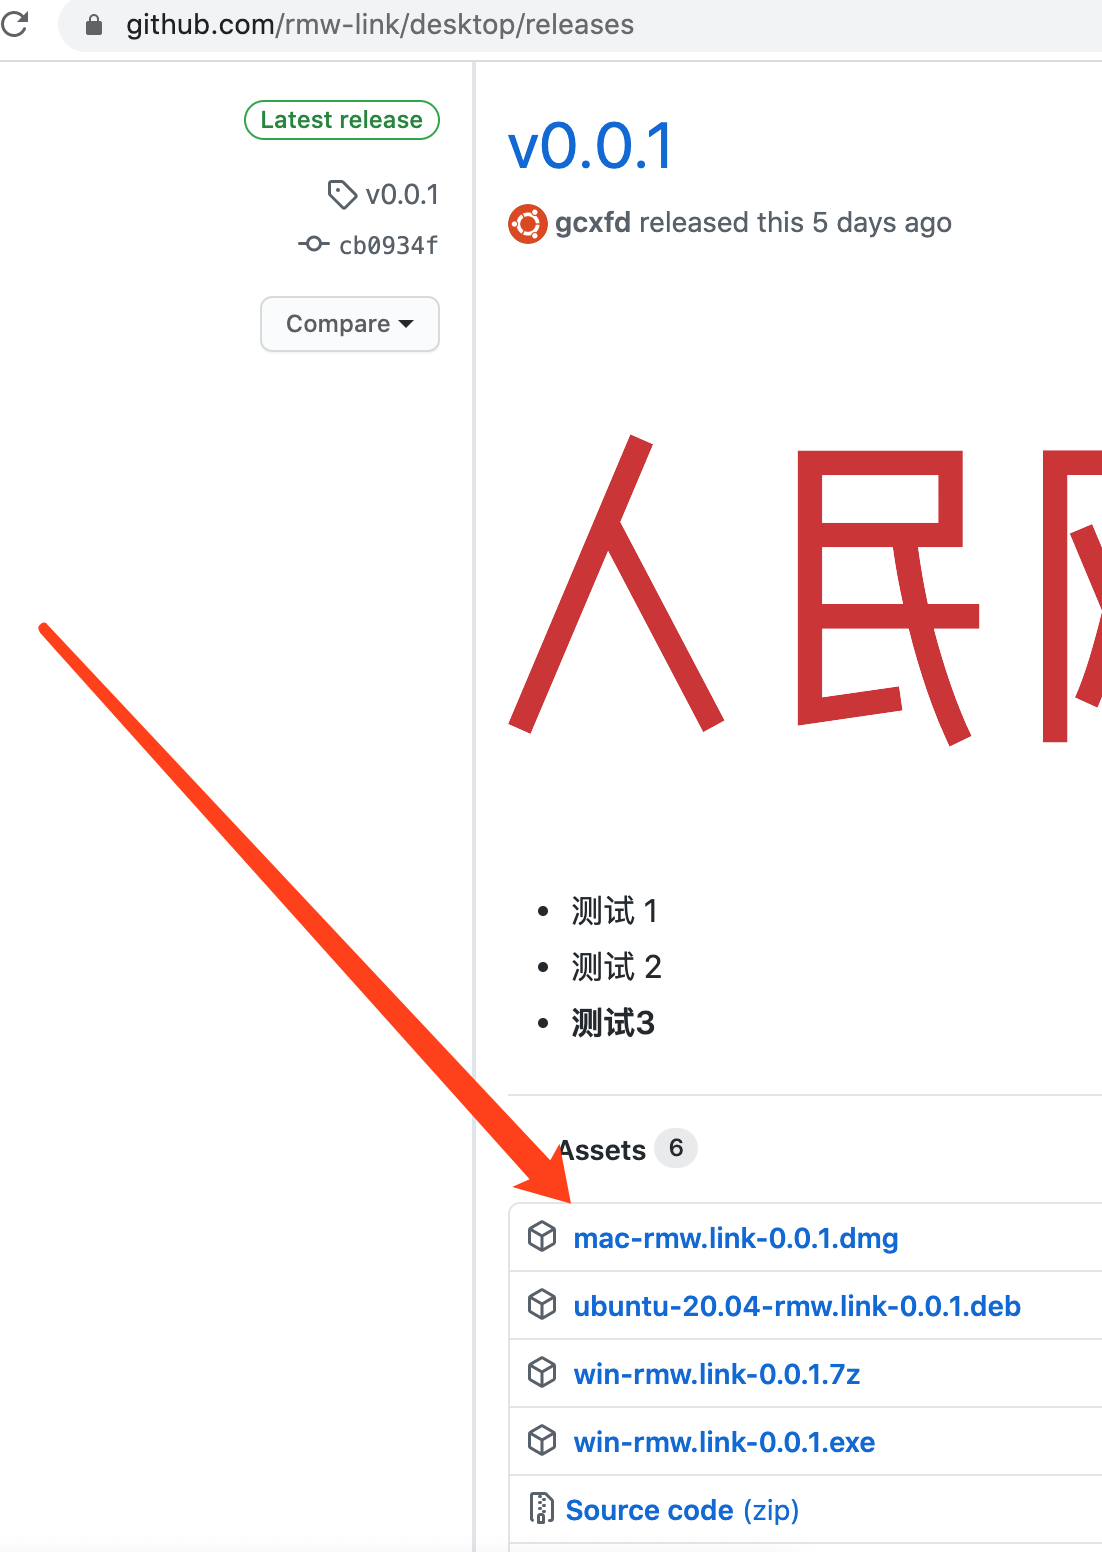 github.com/rmw-link/desktop/releases
Latest release
v0.0.1
cb0934f
Compare
v0.0.1
gcxfd released this 5 days ago
人民
测试 1
测试 2
测试3
Assets 6
mac-rmw.link-0.0.1.dmg
ubuntu-20.04-rmw.link-0.0.1.deb
win-rmw.link-0.0.1.7z
win-rmw.link-0.0.1.exe
Source code (zip)